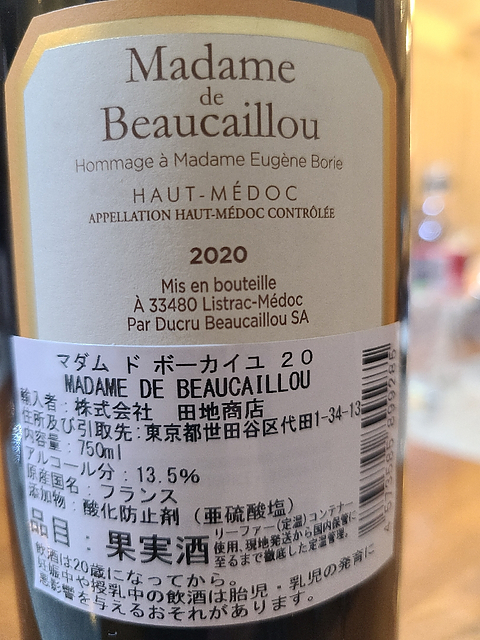 Madame
de
Beaucaillou
Hommage à Madame Eugène Borie
HAUT-MÉDOC
APPELLATION HAUT-MÉDOC CONTRÔLÉE
2020
Mis en bouteille
À 33480 Listrac-Médoc
Par Ducru Beaucaillou SA
マダム ド ボーカイユ 20
MADAME DE BEAUCAILLOU
輸入者:株式会社 田地商店
住所及び引取先:東京都世田谷区代田1-34-13
内容量:750ml
アルコール分:13.5%
原産国名:フランス
添加物:酸化防止剤(亜硫酸塩)
品目:果実酒
リーファー(定温)コンテナー
使用、現地発送から国内保管に
至るまで徹底した定温管理。
飲酒は20歳になってから。
妊娠中や授乳中の飲酒は胎児・乳児の発育に
悪影響を与えるおそれがあります。